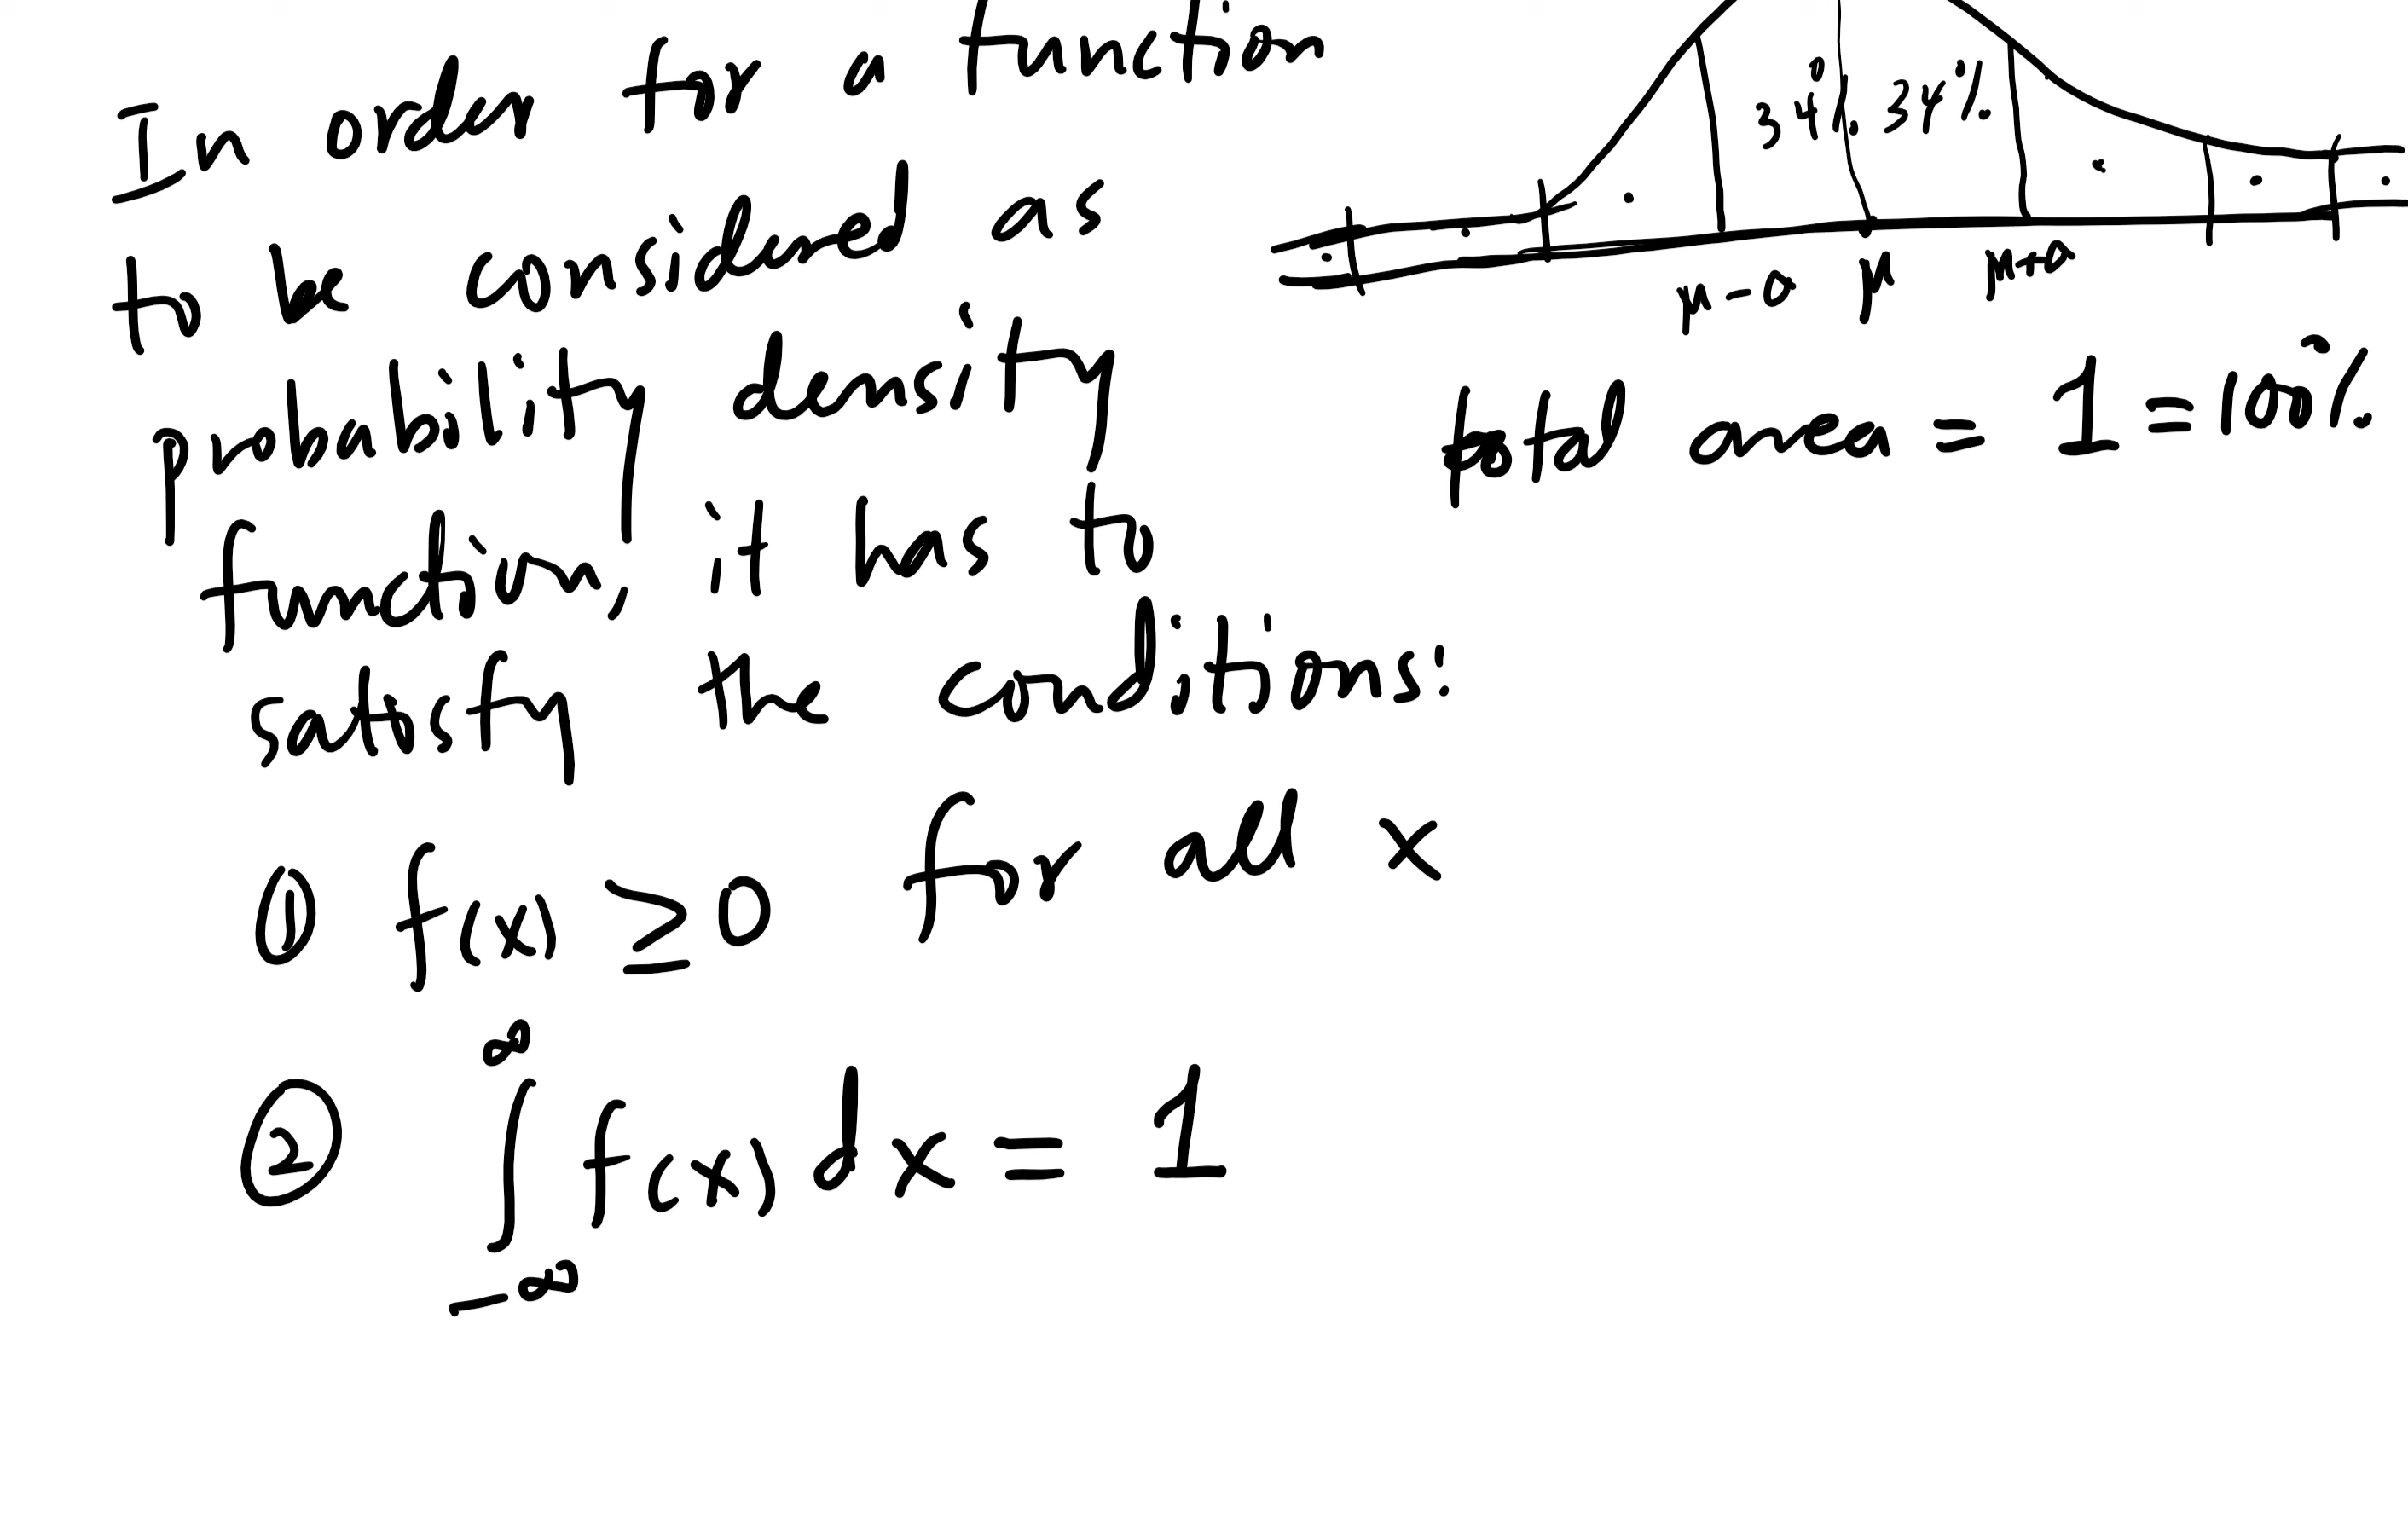 In order for a function
to be considered as
probability density
function, it has to
satisfy the conditions:
① f(x) ≥ 0 for all x
② ∫_{-∞}^{∞} f(x) dx = 1
34% 34%
μ-σ μ μ+σ
total area = 1 = 100%